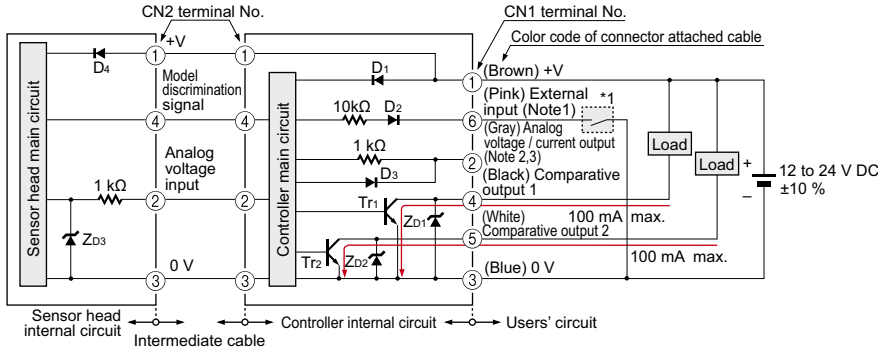 CN2 terminal No.
CN1 terminal No.
Color code of connector attached cable
+V
1
1
D4
D1
1
(Brown) +V
Model
discrimination
signal
(Pink) External
input (Note1)
*1
10kΩ
D2
4
4
6
(Gray) Analog
voltage / current output
(Note 2,3)
Sensor head main circuit
Controller main circuit
Analog
voltage
input
1 kΩ
2
D3
Load
Load
+
–
12 to 24 V DC
±10 %
(Black) Comparative
output 1
1 kΩ
2
2
Tr1
4
ZD1
100 mA max.
(White)
Comparative output 2
5
ZD3
Tr2
ZD2
100 mA max.
0 V
3
3
3
(Blue) 0 V
Sensor head
internal circuit
Intermediate cable
Controller internal circuit
Users' circuit